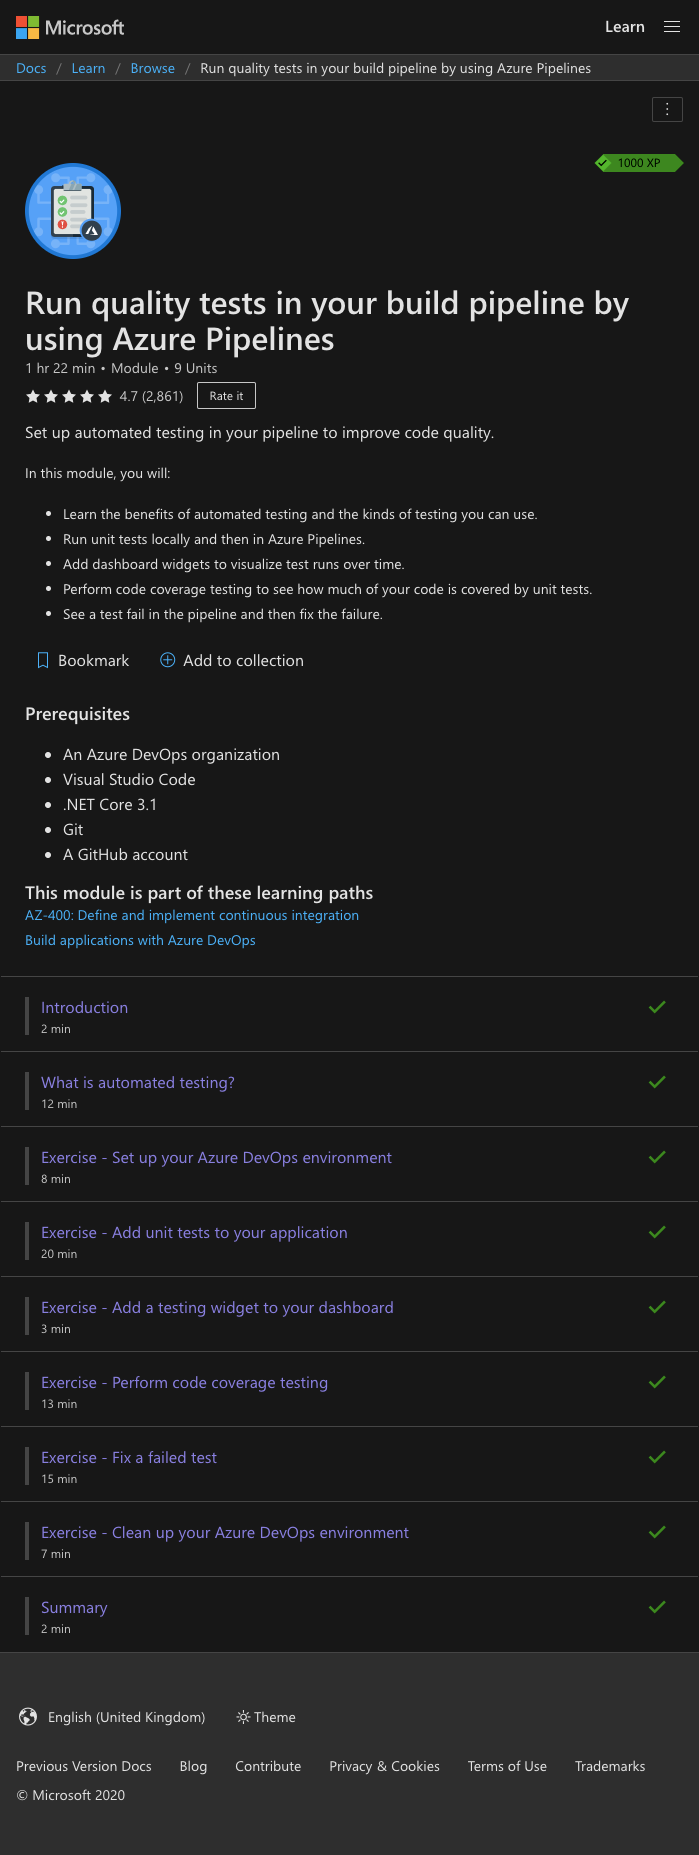 Microsoft
Learn
Docs / Learn / Browse / Run quality tests in your build pipeline by using Azure Pipelines
1000 XP
Run quality tests in your build pipeline by
using Azure Pipelines
1 hr 22 min • Module • 9 Units
4.7 (2,861) Rate it
Set up automated testing in your pipeline to improve code quality.
In this module, you will:
• Learn the benefits of automated testing and the kinds of testing you can use.
• Run unit tests locally and then in Azure Pipelines.
• Add dashboard widgets to visualize test runs over time.
• Perform code coverage testing to see how much of your code is covered by unit tests.
• See a test fail in the pipeline and then fix the failure.
Bookmark Add to collection
Prerequisites
• An Azure DevOps organization
• Visual Studio Code
• .NET Core 3.1
• Git
• A GitHub account
This module is part of these learning paths
AZ-400: Define and implement continuous integration
Build applications with Azure DevOps
Introduction
2 min
What is automated testing?
12 min
Exercise - Set up your Azure DevOps environment
8 min
Exercise - Add unit tests to your application
20 min
Exercise - Add a testing widget to your dashboard
3 min
Exercise - Perform code coverage testing
13 min
Exercise - Fix a failed test
15 min
Exercise - Clean up your Azure DevOps environment
7 min
Summary
2 min
English (United Kingdom) Theme
Previous Version Docs Blog Contribute Privacy & Cookies Terms of Use Trademarks
© Microsoft 2020